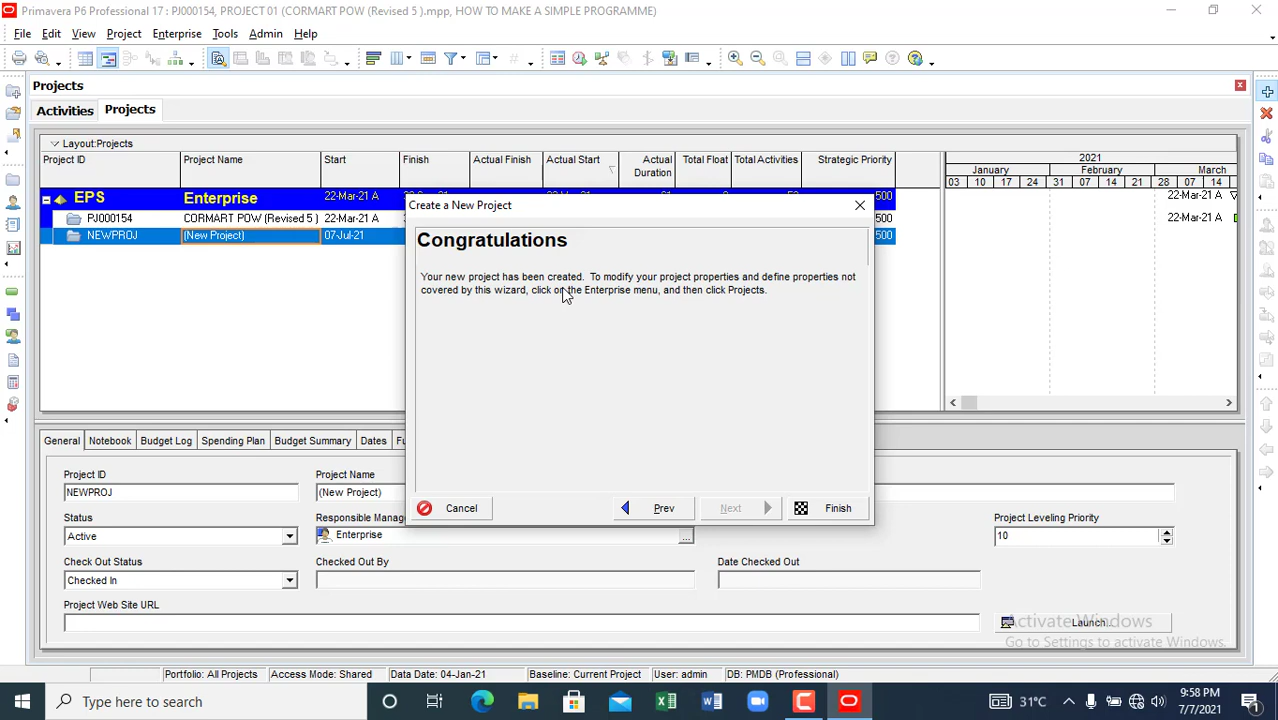 Primavera P6 Professional 17 : PJ000154, PROJECT 01 (CORMART POW (Revised 5 ).mpp, HOW TO MAKE A SIMPLE PROGRAMME)
File Edit View Project Enterprise Tools Admin Help
Projects
Activities Projects
Layout:Projects
Project ID Project Name Start Finish Actual Finish Actual Start Actual Duration Total Float Total Activities Strategic Priority
2021
January February March
03 10 17 24 31 07 14 21 28 07 14
EPS Enterprise 22-Mar-21 A 500 22-Mar-21 A
PJ000154 CORMART POW (Revised 5 ) 22-Mar-21 A 500 22-Mar-21 A
NEWPROJ (New Project) 07-Jul-21 500
Create a New Project
Congratulations
Your new project has been created. To modify your project properties and define properties not
covered by this wizard, click on the Enterprise menu, and then click Projects.
Cancel Prev Next Finish
General Notebook Budget Log Spending Plan Budget Summary Dates Fu
Project ID Project Name
NEWPROJ (New Project)
Status Responsible Manage Project Leveling Priority
Active Enterprise ... 10
Check Out Status Checked Out By Date Checked Out
Checked In
Project Web Site URL
Launch...
Activate Windows
Go to Settings to activate Windows.
Portfolio: All Projects Access Mode: Shared Data Date: 04-Jan-21 Baseline: Current Project User: admin DB: PMDB (Professional)
Type here to search 31°C 9:58 PM
7/7/2021